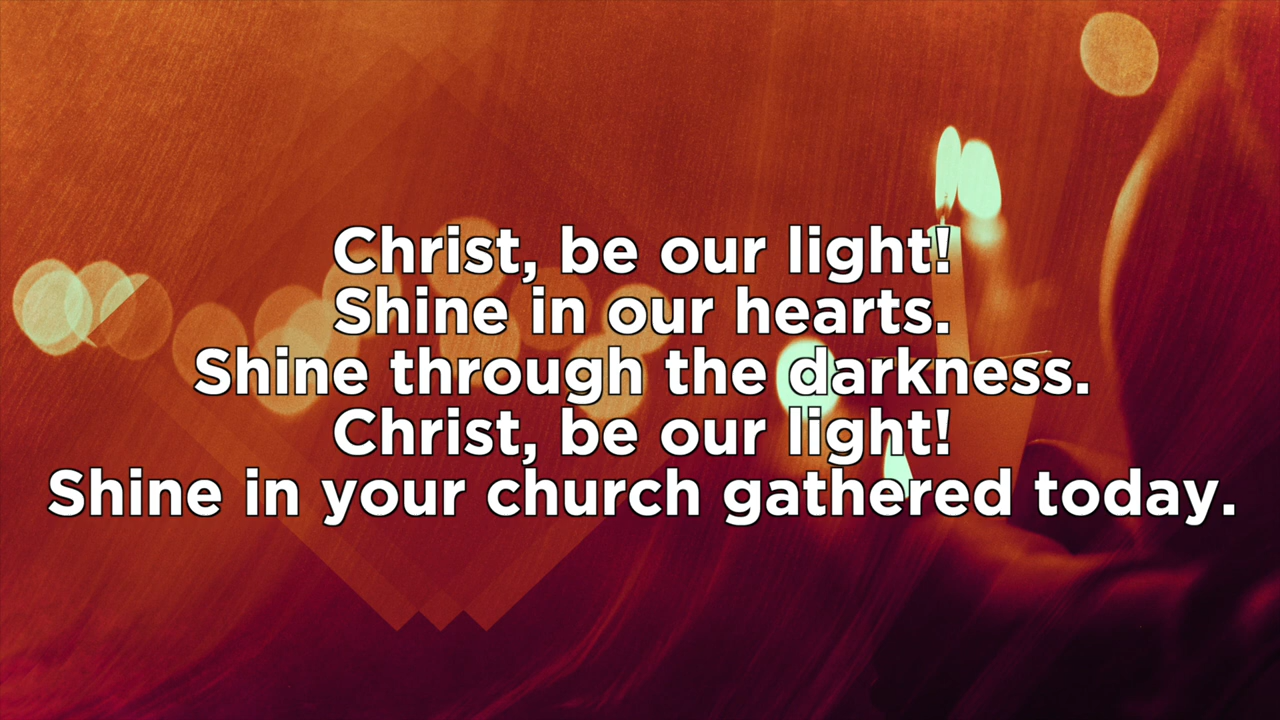 Christ, be our light!
Shine in our hearts.
Shine through the darkness.
Christ, be our light!
Shine in your church gathered today.